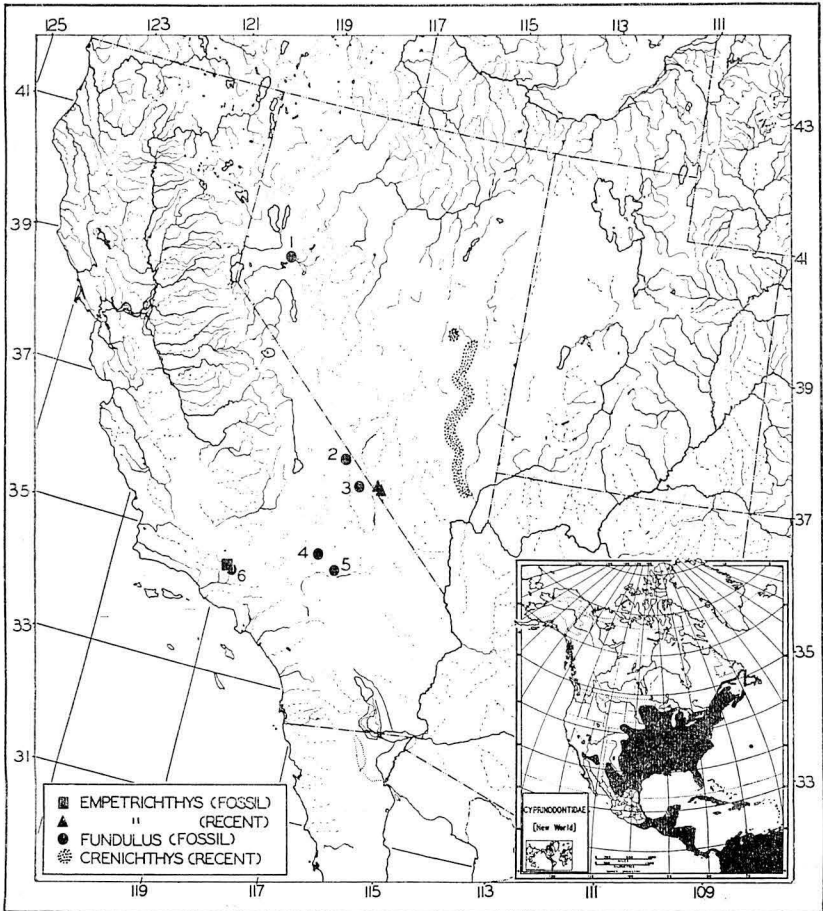 125 123 121 119 117 115 113 111
41
39
37
35
33
31
43
41
39
37
35
33
1
2
3
4
5
6
EMPETRICHTHYS (FOSSIL)
" (RECENT)
FUNDULUS (FOSSIL)
CRENICHTHYS (RECENT)
CYPRINODONTIDAE
[New World]
119 117 115 113 111 109